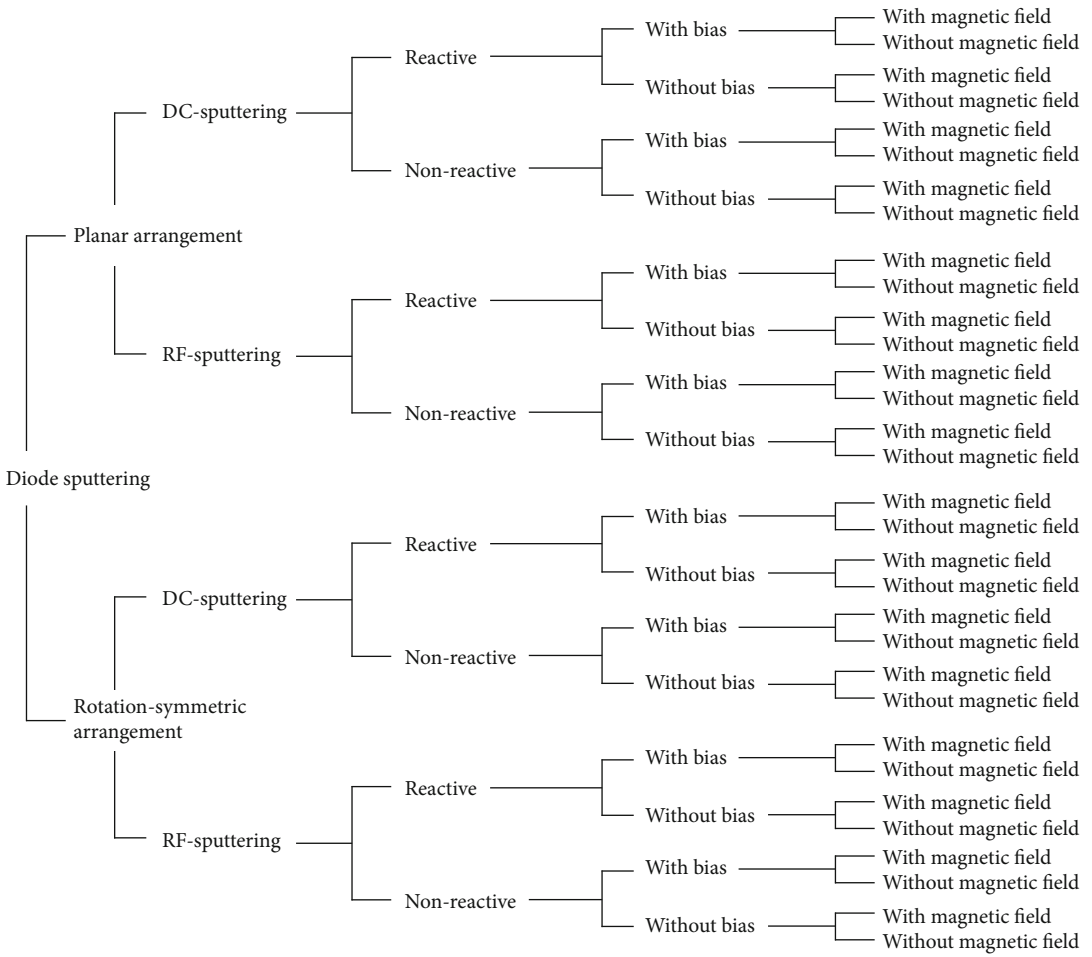 Diode sputtering
Planar arrangement
DC-sputtering
Reactive
With bias
With magnetic field
Without magnetic field
Without bias
With magnetic field
Without magnetic field
Non-reactive
With bias
With magnetic field
Without magnetic field
Without bias
With magnetic field
Without magnetic field
RF-sputtering
Reactive
With bias
With magnetic field
Without magnetic field
Without bias
With magnetic field
Without magnetic field
Non-reactive
With bias
With magnetic field
Without magnetic field
Without bias
With magnetic field
Without magnetic field
Rotation-symmetric
arrangement
DC-sputtering
Reactive
With bias
With magnetic field
Without magnetic field
Without bias
With magnetic field
Without magnetic field
Non-reactive
With bias
With magnetic field
Without magnetic field
Without bias
With magnetic field
Without magnetic field
RF-sputtering
Reactive
With bias
With magnetic field
Without magnetic field
Without bias
With magnetic field
Without magnetic field
Non-reactive
With bias
With magnetic field
Without magnetic field
Without bias
With magnetic field
Without magnetic field